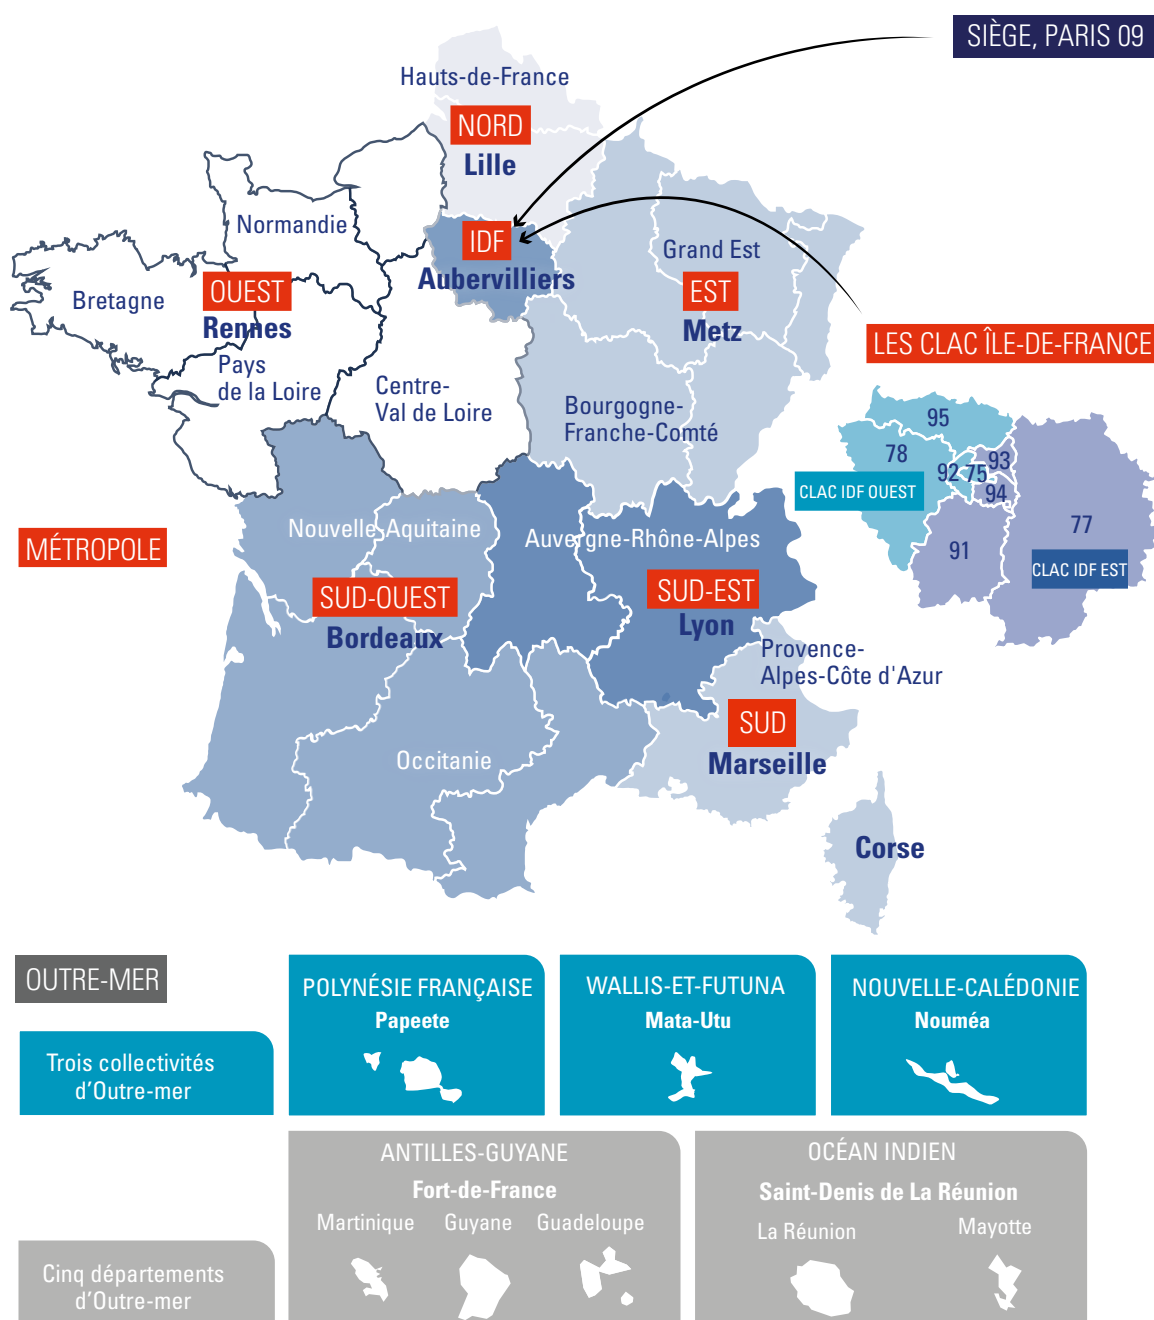 SIÈGE, PARIS 09
Hauts-de-France
NORD
Lille
Normandie
IDF
Aubervilliers
Grand Est
EST
Metz
Bretagne
OUEST
Rennes
Pays
de la Loire
Centre-
Val de Loire
Bourgogne-
Franche-Comté
LES CLAC ÎLE-DE-FRANCE
95
78
92
75
93
94
CLAC IDF OUEST
77
91
CLAC IDF EST
MÉTROPOLE
Nouvelle-Aquitaine
Auvergne-Rhône-Alpes
SUD-OUEST
Bordeaux
SUD-EST
Lyon
Provence-
Alpes-Côte d'Azur
SUD
Marseille
Occitanie
Corse
OUTRE-MER
Trois collectivités
d'Outre-mer
POLYNÉSIE FRANÇAISE
Papeete
WALLIS-ET-FUTUNA
Mata-Utu
NOUVELLE-CALÉDONIE
Nouméa
Cinq départements
d'Outre-mer
ANTILLES-GUYANE
Fort-de-France
Martinique
Guyane
Guadeloupe
OCÉAN INDIEN
Saint-Denis de La Réunion
La Réunion
Mayotte